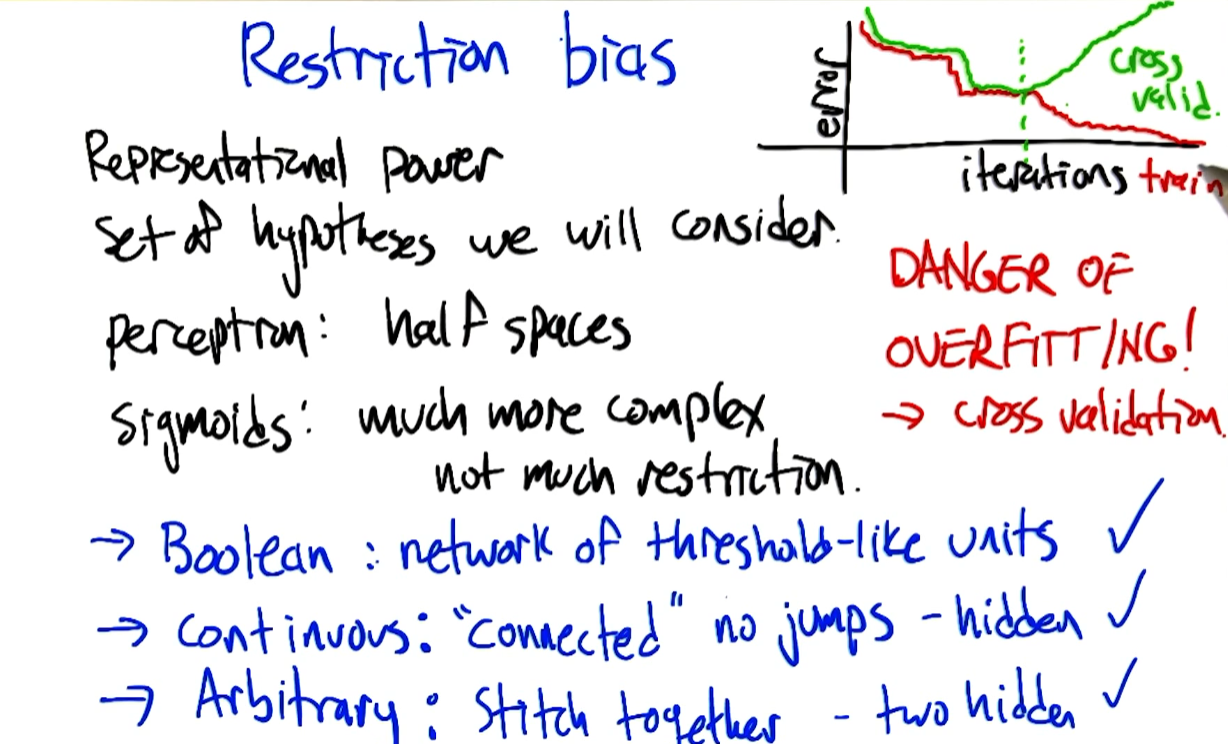 Restriction bias
error
cross
valid.
iterations train
Representational power
set of hypotheses we will consider.
perceptron: half spaces
sigmoids: much more complex
not much restriction.
DANGER OF
OVERFITTING!
→ cross validation.
→ Boolean : network of threshold-like units ✓
→ continuous: "connected" no jumps - hidden ✓
→ Arbitrary : Stitch together - two hidden ✓